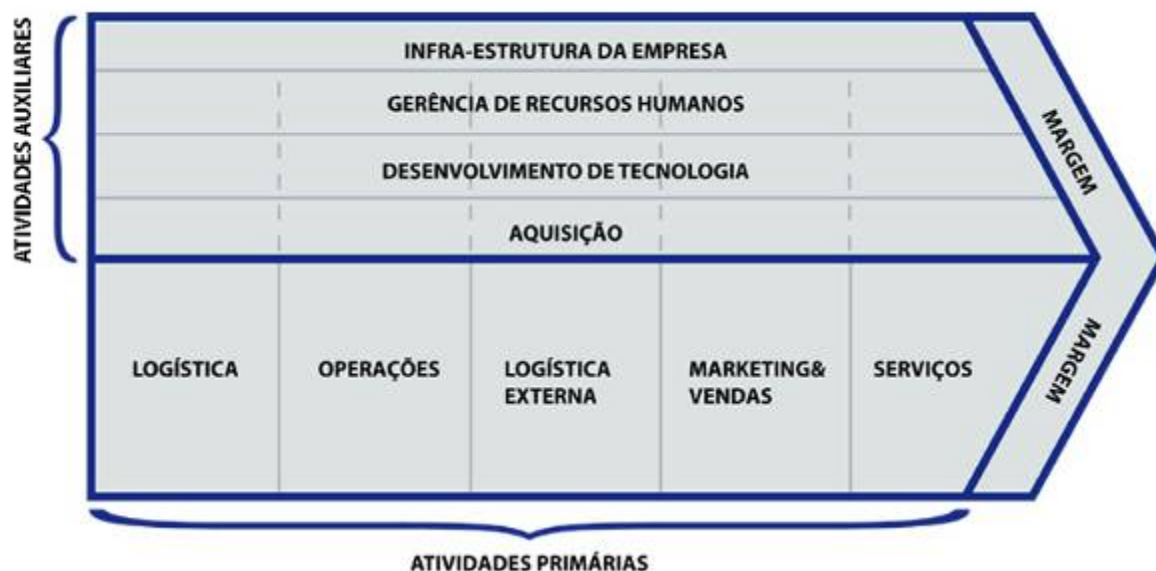 ATIVIDADES AUXILIARES
INFRA-ESTRUTURA DA EMPRESA
GERÊNCIA DE RECURSOS HUMANOS
DESENVOLVIMENTO DE TECNOLOGIA
AQUISIÇÃO
MARGEM
LOGÍSTICA
OPERAÇÕES
LOGÍSTICA
EXTERNA
MARKETING&
VENDAS
SERVIÇOS
MARGEM
ATIVIDADES PRIMÁRIAS